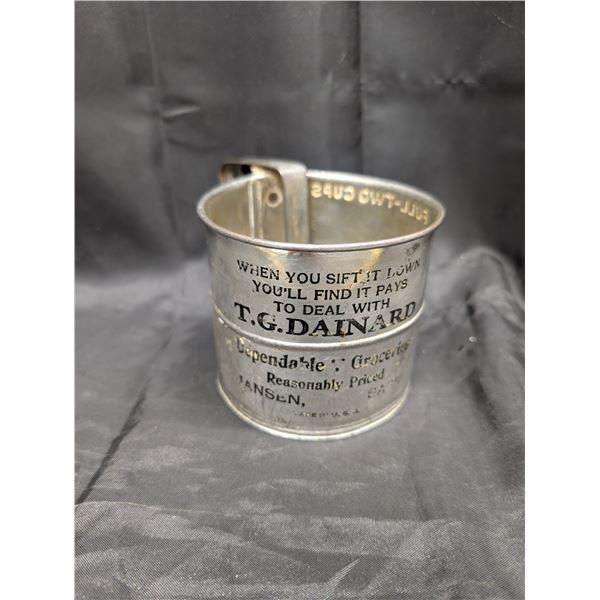 FULL-TWO CUPS
WHEN YOU SIFT IT DOWN
YOU'LL FIND IT PAYS
TO DEAL WITH
T.G.DAINARD
Dependable Groceries
Reasonably Priced
JANSEN,
MADE IN U.S.A.